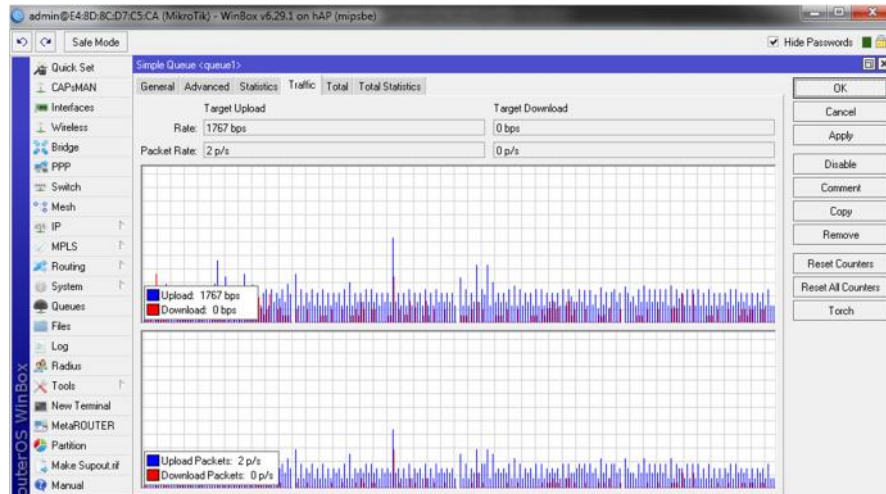 admin@E4:8D:8C:D7:C5:CA (MikroTik) - WinBox v6.29.1 on hAP (mipsbe)
Safe Mode
Hide Passwords
Quick Set
CAPsMAN
Interfaces
Wireless
Bridge
PPP
Switch
Mesh
IP
MPLS
Routing
System
Queues
Files
Log
Radius
Tools
New Terminal
MetaROUTER
Partition
Make Supout.rif
Manual
outerOS WinBox
Simple Queue <queue1>
General Advanced Statistics Traffic Total Total Statistics
Target Upload Target Download
Rate: 1767 bps 0 bps
Packet Rate: 2 p/s 0 p/s
Upload: 1767 bps
Download: 0 bps
Upload Packets: 2 p/s
Download Packets: 0 p/s
OK
Cancel
Apply
Disable
Comment
Copy
Remove
Reset Counters
Reset All Counters
Torch